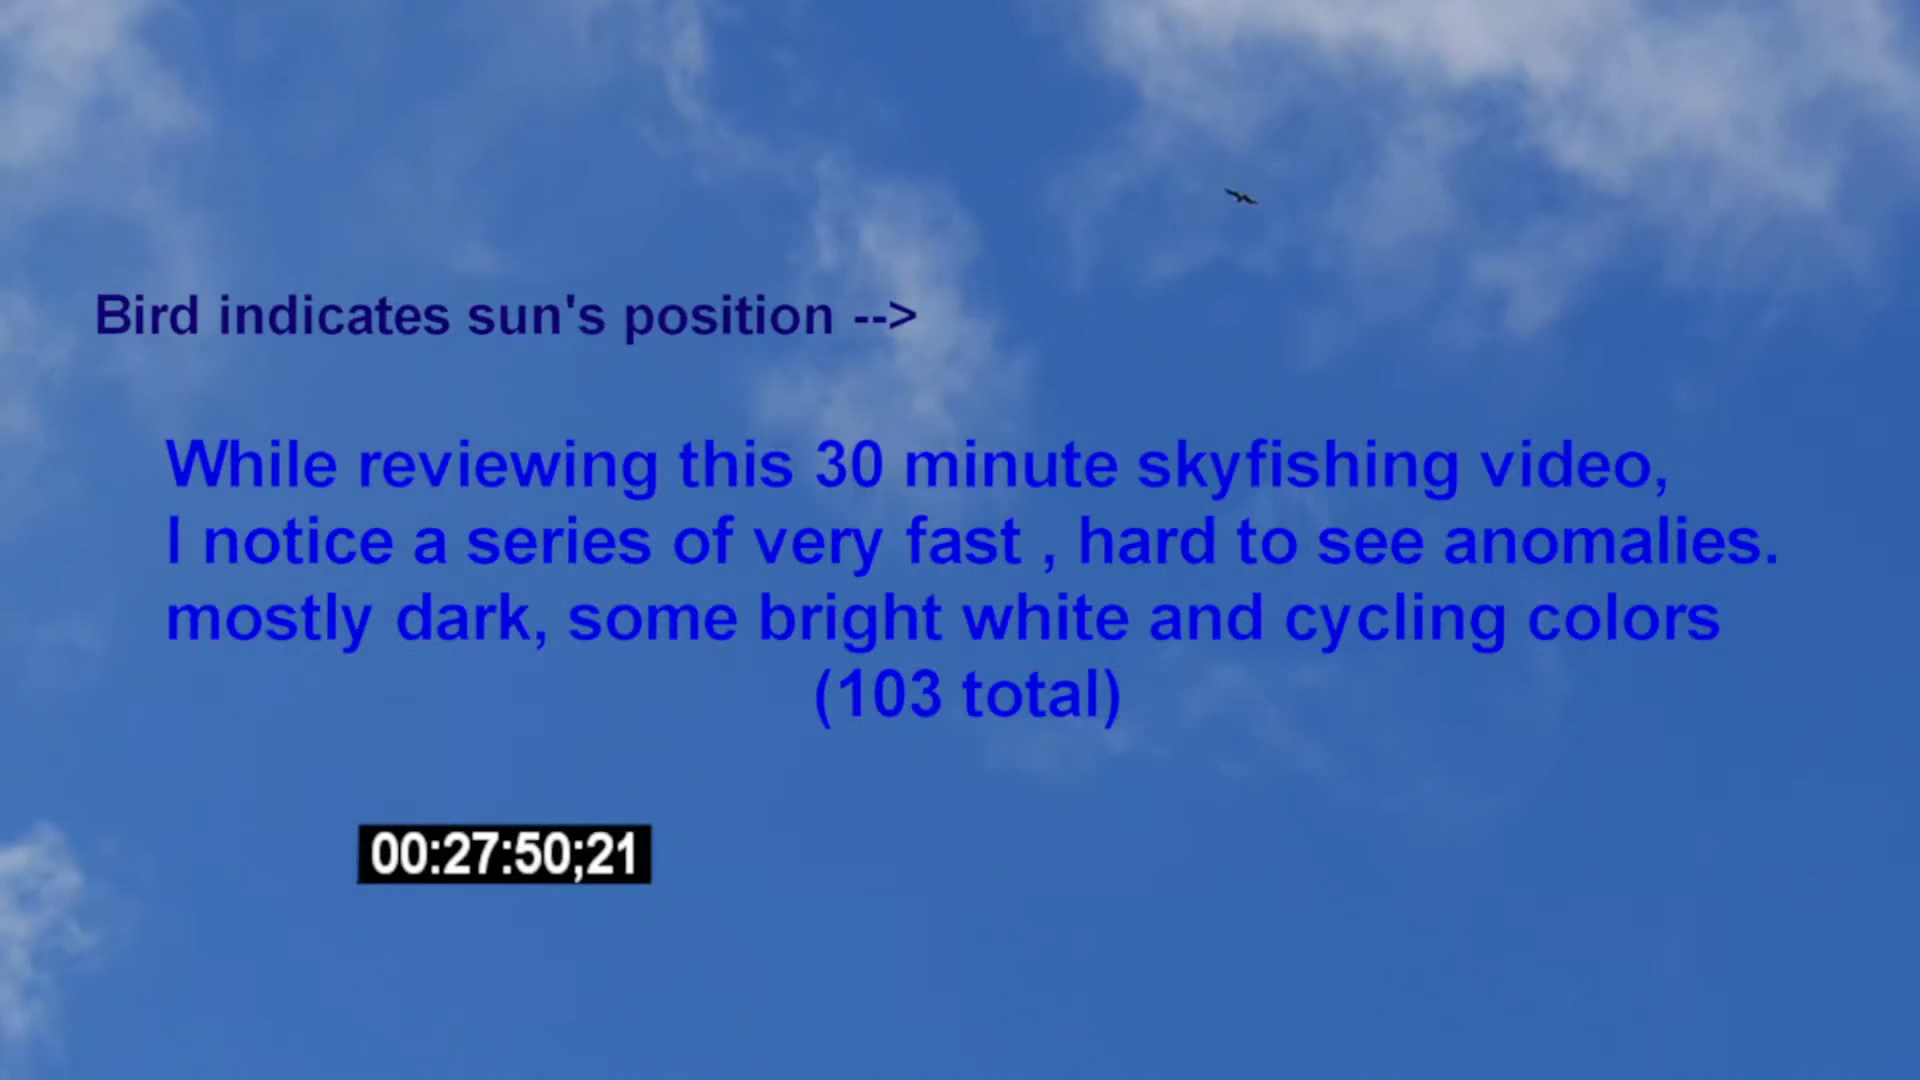 Bird indicates sun's position -->
While reviewing this 30 minute skyfishing video,
I notice a series of very fast , hard to see anomalies.
mostly dark, some bright white and cycling colors
(103 total)
00:27:50;21